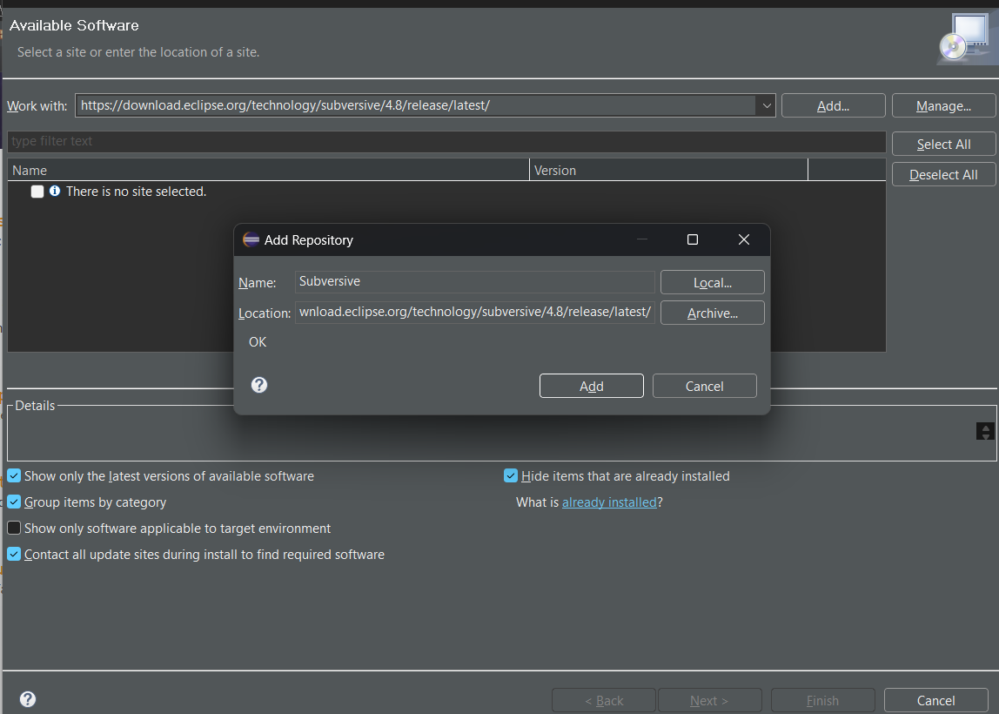 Available Software
Select a site or enter the location of a site.
Work with: https://download.eclipse.org/technology/subversive/4.8/release/latest/ Add... Manage...
type filter text
Select All
Name Version
Deselect All
There is no site selected.
Add Repository
Name: Subversive Local...
Location: wnload.eclipse.org/technology/subversive/4.8/release/latest/ Archive...
OK
Add Cancel
Details
Show only the latest versions of available software Hide items that are already installed
Group items by category What is already installed?
Show only software applicable to target environment
Contact all update sites during install to find required software
< Back Next > Finish Cancel